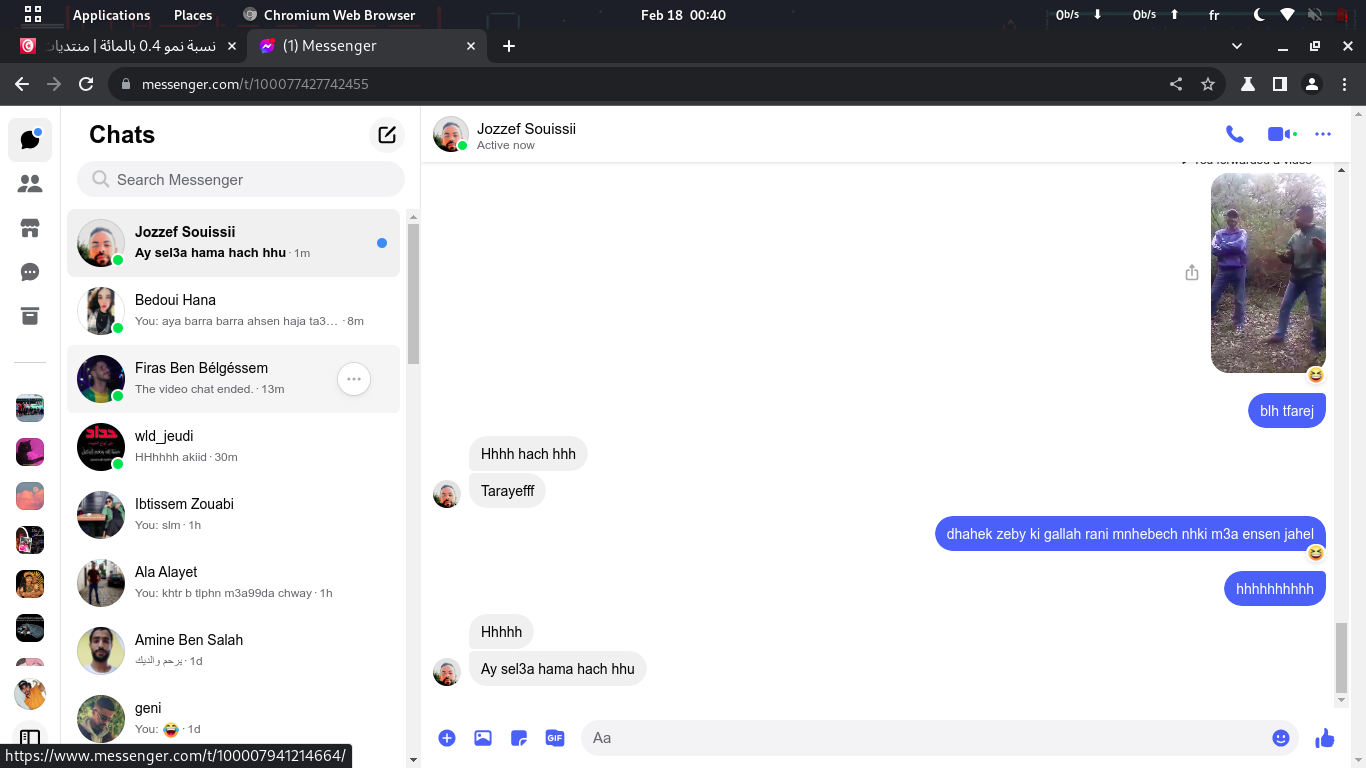 Applications Places Chromium Web Browser Feb 18 00:40 0b/s 0b/s fr
نسبة نمو 0.4 بالمائة | منتديات (1) Messenger
messenger.com/t/100077427742455
Chats
Search Messenger
Jozzef Souissii
Ay sel3a hama hach hhu · 1m
Bedoui Hana
You: aya barra barra ahsen haja ta3… · 8m
Firas Ben Bélgéssem
The video chat ended. · 13m
wld_jeudi
HHhhhh akiid · 30m
Ibtissem Zouabi
You: slm · 1h
Ala Alayet
You: khtr b tlphn m3a99da chway · 1h
Amine Ben Salah
يرحم والديك · 1d
geni
You: 😂 · 1d
https://www.messenger.com/t/100007941214664/
Jozzef Souissii
Active now
You forwarded a video
blh tfarej
Hhhh hach hhh
Tarayefff
dhahek zeby ki gallah rani mnhebech nhki m3a ensen jahel
hhhhhhhhhh
Hhhhh
Ay sel3a hama hach hhu
GIF
Aa